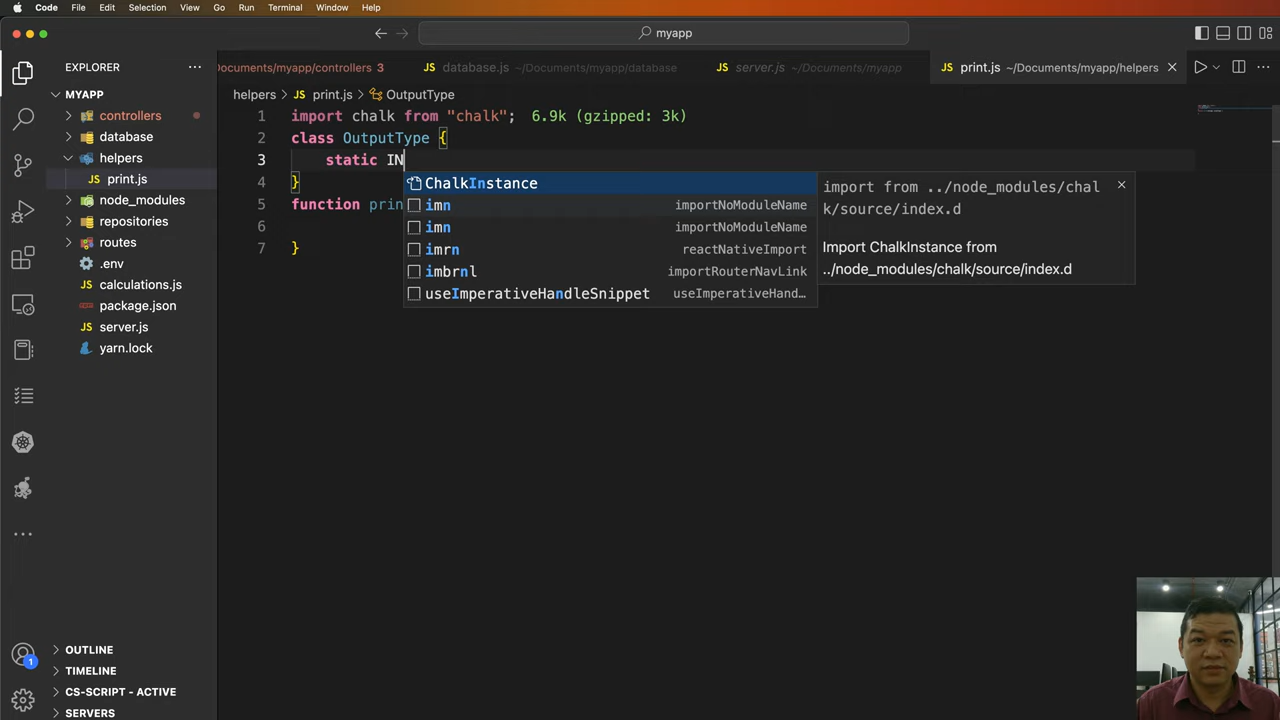 Code File Edit Selection View Go Run Terminal Window Help
myapp
EXPLORER
MYAPP
controllers
database
helpers
JS print.js
node_modules
repositories
routes
.env
JS calculations.js
package.json
JS server.js
yarn.lock
OUTLINE
TIMELINE
CS-SCRIPT - ACTIVE
SERVERS
1
Documents/myapp/controllers 3 JS database.js ~/Documents/myapp/database JS server.js ~/Documents/myapp JS print.js ~/Documents/myapp/helpers
helpers > JS print.js > OutputType
1 import chalk from "chalk"; 6.9k (gzipped: 3k)
2 class OutputType {
3 static IN
4 }
5 function prin
6
7 }
ChalkInstance
imn importNoModuleName
imn importNoModuleName
imrn reactNativeImport
imbrnl importRouterNavLink
useImperativeHandleSnippet useImperativeHand…
import from ../node_modules/chal
k/source/index.d
Import ChalkInstance from
../node_modules/chalk/source/index.d